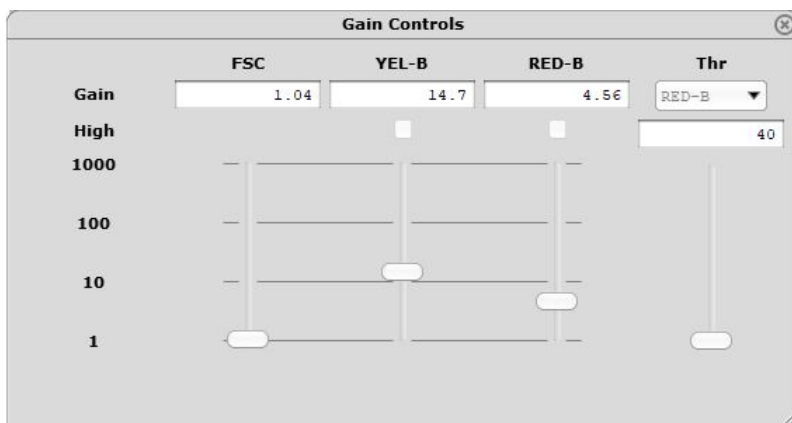 Gain Controls
FSC YEL-B RED-B Thr
Gain 1.04 14.7 4.56 RED-B
High 40
1000
100
10
1